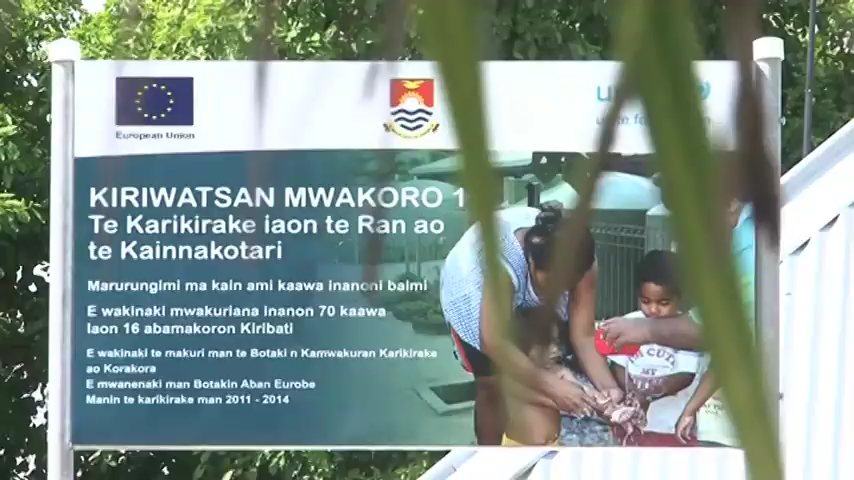 European Union
KIRIWATSAN MWAKORO 1
Te Karikirake iaon te Ran ao
te Kainnakotari
Marurungimi ma kain ami kaawa inanoni baimi
E wakinaki mwakuriana inanon 70 kaawa
iaon 16 abamakoron Kiribati
E wakinaki te makuri man te Botaki n Kamwakuran Karikirake
ao Korakora
E mwanenaki man Botakin Aban Eurobe
Manin te karikirake man 2011 - 2014